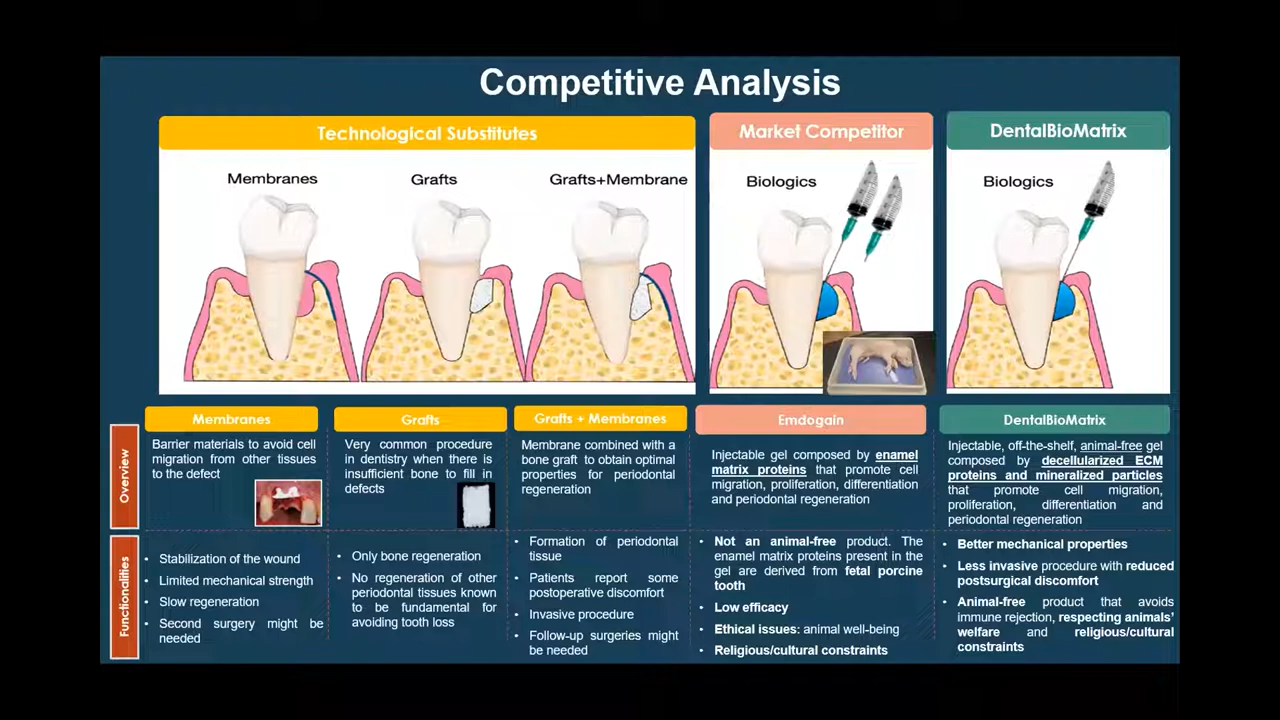 Competitive Analysis
Technological Substitutes
Market Competitor
DentalBioMatrix
Membranes
Grafts
Grafts+Membrane
Biologics
Biologics
Membranes
Grafts
Grafts + Membranes
Emdogain
DentalBioMatrix
Overview
Barrier materials to avoid cell
migration from other tissues
to the defect
Very common procedure
in dentistry when there is
insufficient bone to fill in
defects
Membrane combined with a
bone graft to obtain optimal
properties for periodontal
regeneration
Injectable gel composed by enamel
matrix proteins that promote cell
migration, proliferation, differentiation
and periodontal regeneration
Injectable, off-the-shelf, animal-free gel
composed by decellularized ECM
proteins and mineralized particles
that promote cell migration,
proliferation, differentiation and
periodontal regeneration
Functionalities
• Stabilization of the wound
• Limited mechanical strength
• Slow regeneration
• Second surgery might be
needed
• Only bone regeneration
• No regeneration of other
periodontal tissues known
to be fundamental for
avoiding tooth loss
• Formation of periodontal
tissue
• Patients report some
postoperative discomfort
• Invasive procedure
• Follow-up surgeries might
be needed
• Not an animal-free product. The
enamel matrix proteins present in the
gel are derived from fetal porcine
tooth
• Low efficacy
• Ethical issues: animal well-being
• Religious/cultural constraints
• Better mechanical properties
• Less invasive procedure with reduced
postsurgical discomfort
• Animal-free product that avoids
immune rejection, respecting animals'
welfare and religious/cultural
constraints